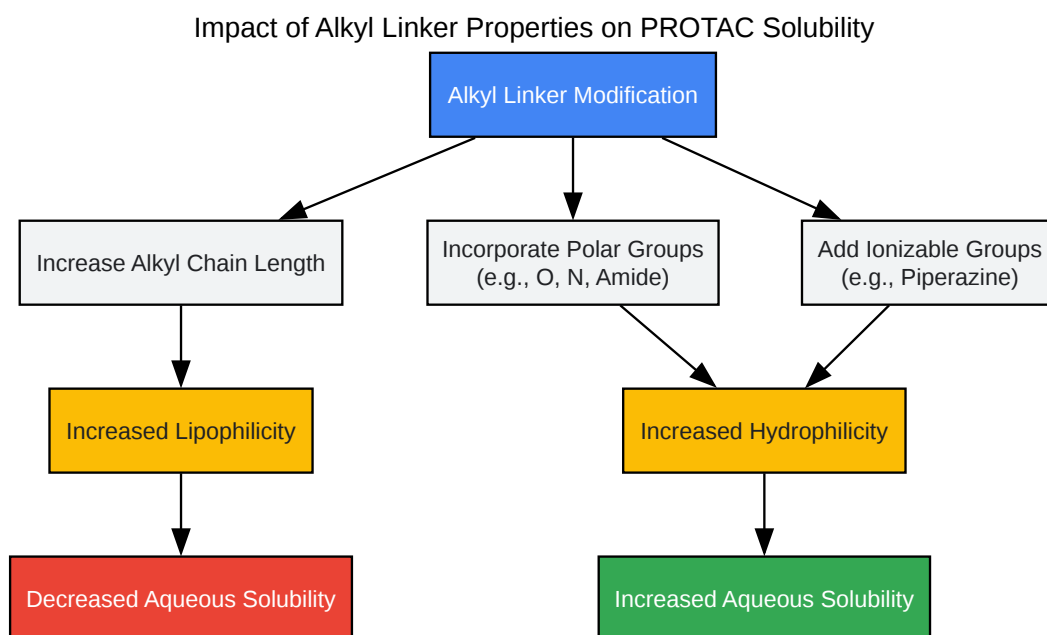 Impact of Alkyl Linker Properties on PROTAC Solubility
Alkyl Linker Modification
Increase Alkyl Chain Length
Incorporate Polar Groups
(e.g., O, N, Amide)
Add Ionizable Groups
(e.g., Piperazine)
Increased Lipophilicity
Increased Hydrophilicity
Decreased Aqueous Solubility
Increased Aqueous Solubility